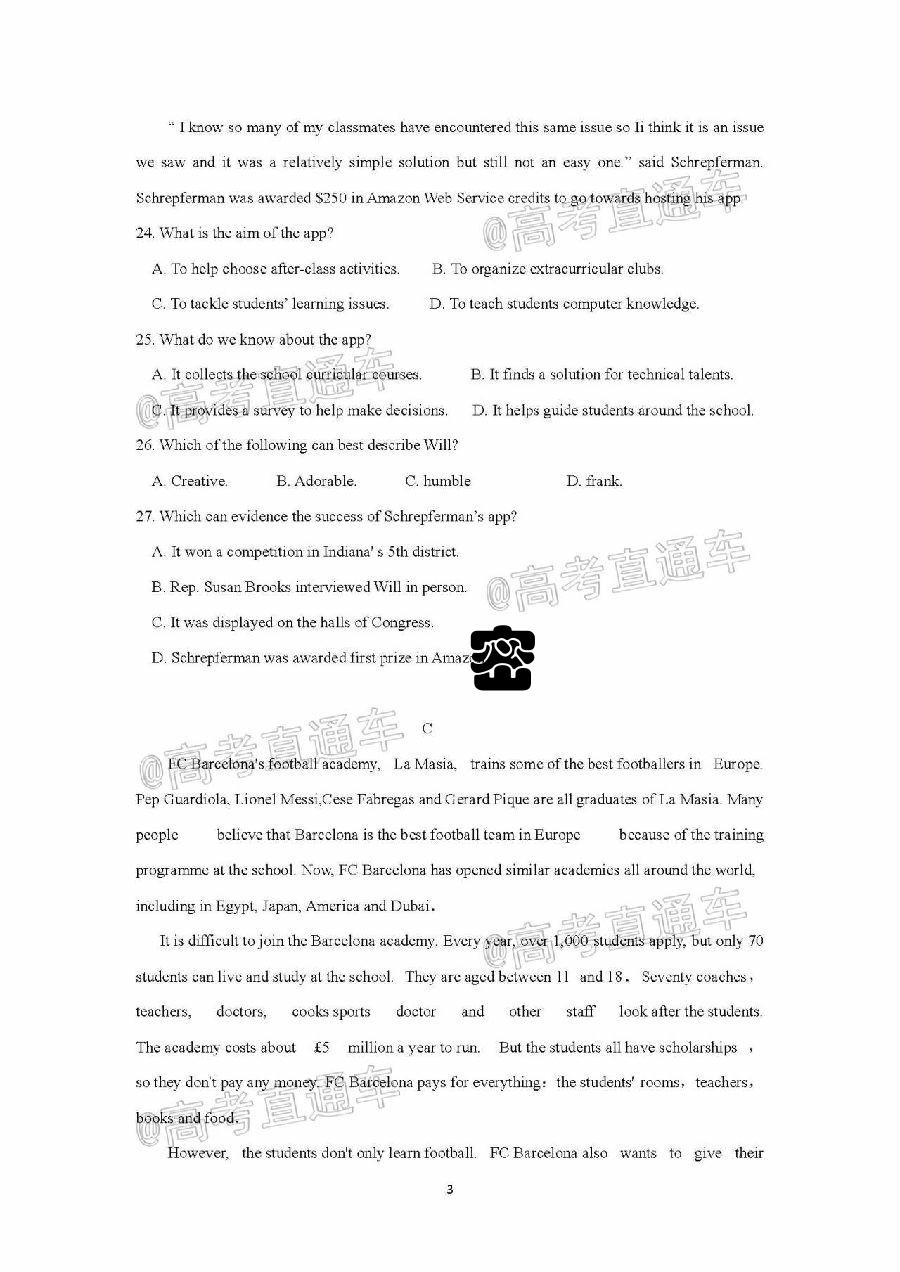 “ I know so many of my classmates have encountered this same issue so Ii think it is an issue
we saw and it was a relatively simple solution but still not an easy one.” said Schrepferman.
Schrepferman was awarded $250 in Amazon Web Service credits to go towards hosting his app
@高考直通车
24. What is the aim of the app?
A. To help choose after-class activities. B. To organize extracurricular clubs.
C. To tackle students’ learning issues. D. To teach students computer knowledge.
25. What do we know about the app?
A. It collects the school curricular courses. B. It finds a solution for technical talents.
@高考直通车
C. It provides a survey to help make decisions. D. It helps guide students around the school.
26. Which of the following can best describe Will?
A. Creative. B. Adorable. C. humble D. frank.
27. Which can evidence the success of Schrepferman’s app?
A. It won a competition in Indiana' s 5th district.
@高考直通车
B. Rep. Susan Brooks interviewed Will in person.
C. It was displayed on the halls of Congress.
D. Schrepferman was awarded first prize in
C
@高考直通车
FC Barcelona's football academy, La Masia, trains some of the best footballers in Europe.
Pep Guardiola, Lionel Messi,Cese Fabregas and Gerard Pique are all graduates of La Masia. Many
people believe that Barcelona is the best football team in Europe because of the training
programme at the school. Now, FC Barcelona has opened similar academies all around the world,
including in Egypt, Japan, America and Dubai.
@高考直通车
It is difficult to join the Barcelona academy. Every year, over 1,000 students apply, but only 70
students can live and study at the school. They are aged between 11 and 18. Seventy coaches,
teachers, doctors, cooks sports doctor and other staff look after the students.
The academy costs about £5 million a year to run. But the students all have scholarships ,
so they don't pay any money. FC Barcelona pays for everything: the students' rooms, teachers,
@高考直通车
books and food.
However, the students don't only learn football. FC Barcelona also wants to give their
3